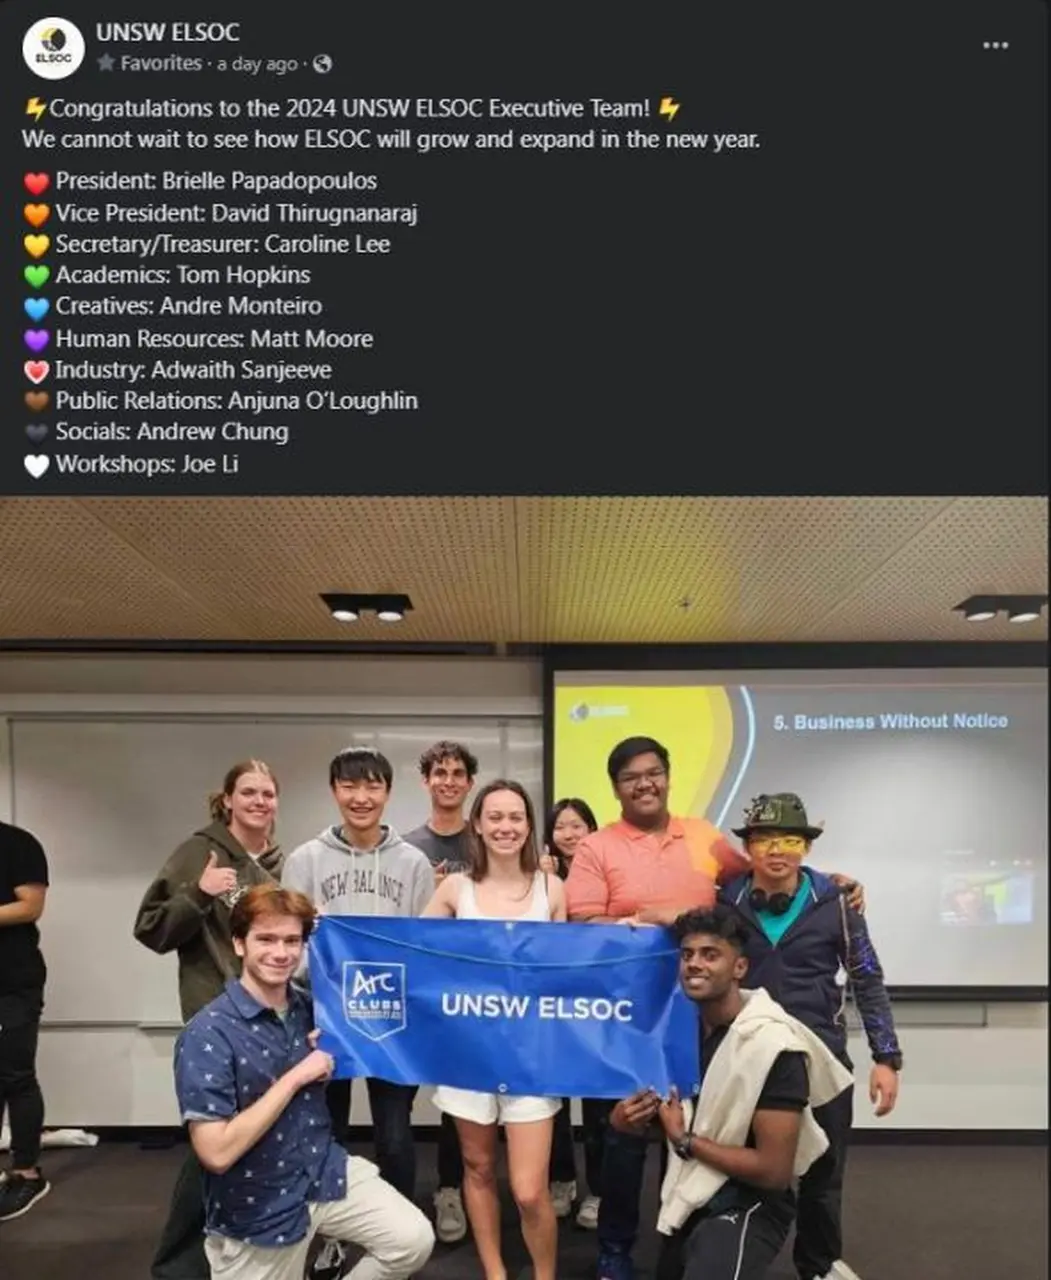 UNSW ELSOC
ELSOC
Favorites · a day ago ·
⚡Congratulations to the 2024 UNSW ELSOC Executive Team! ⚡
We cannot wait to see how ELSOC will grow and expand in the new year.
❤️ President: Brielle Papadopoulos
🧡 Vice President: David Thirugnanaraj
💛 Secretary/Treasurer: Caroline Lee
💚 Academics: Tom Hopkins
💙 Creatives: Andre Monteiro
💜 Human Resources: Matt Moore
❤️ Industry: Adwaith Sanjeeve
🤎 Public Relations: Anjuna O'Loughlin
🖤 Socials: Andrew Chung
🤍 Workshops: Joe Li
5. Business Without Notice
NEW BALANCE
Arc
CLUBS
UNSW ELSOC